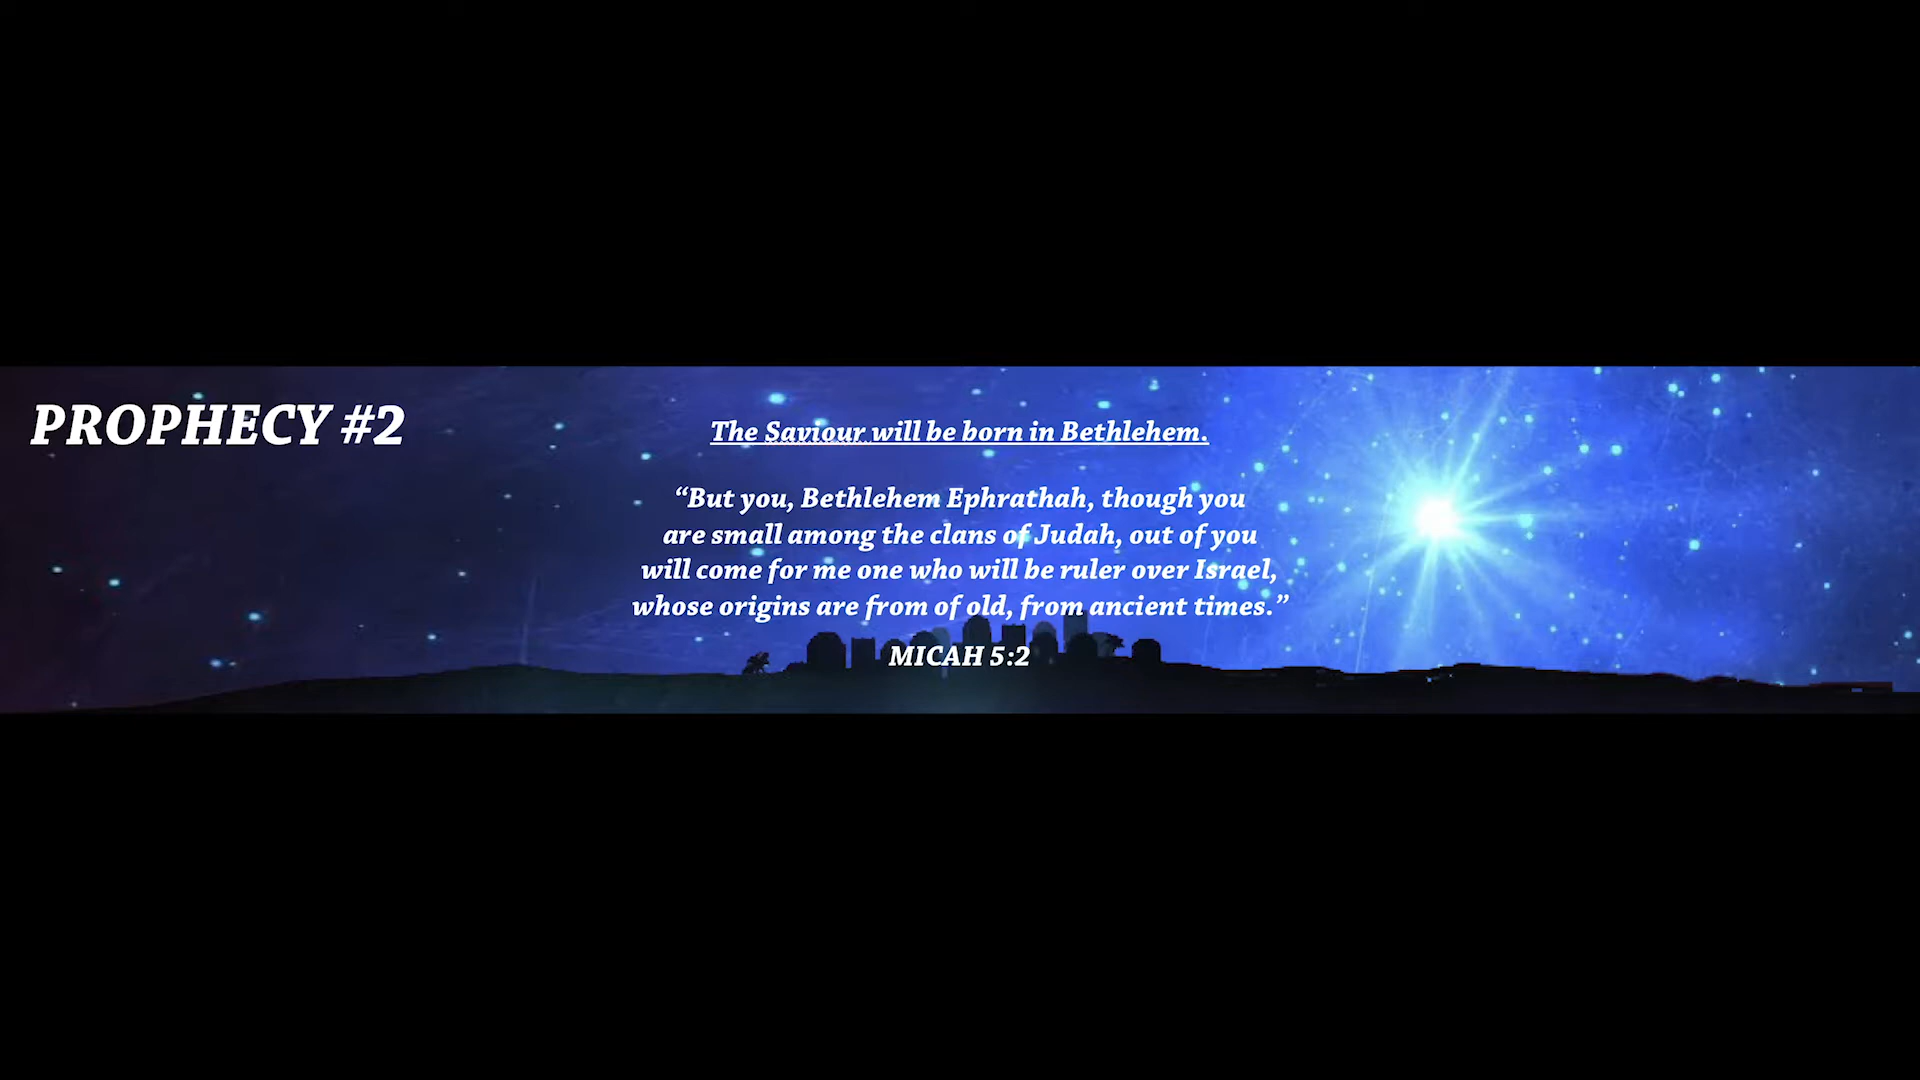 PROPHECY #2
The Saviour will be born in Bethlehem.
“But you, Bethlehem Ephrathah, though you
are small among the clans of Judah, out of you
will come for me one who will be ruler over Israel,
whose origins are from of old, from ancient times.”
MICAH 5:2